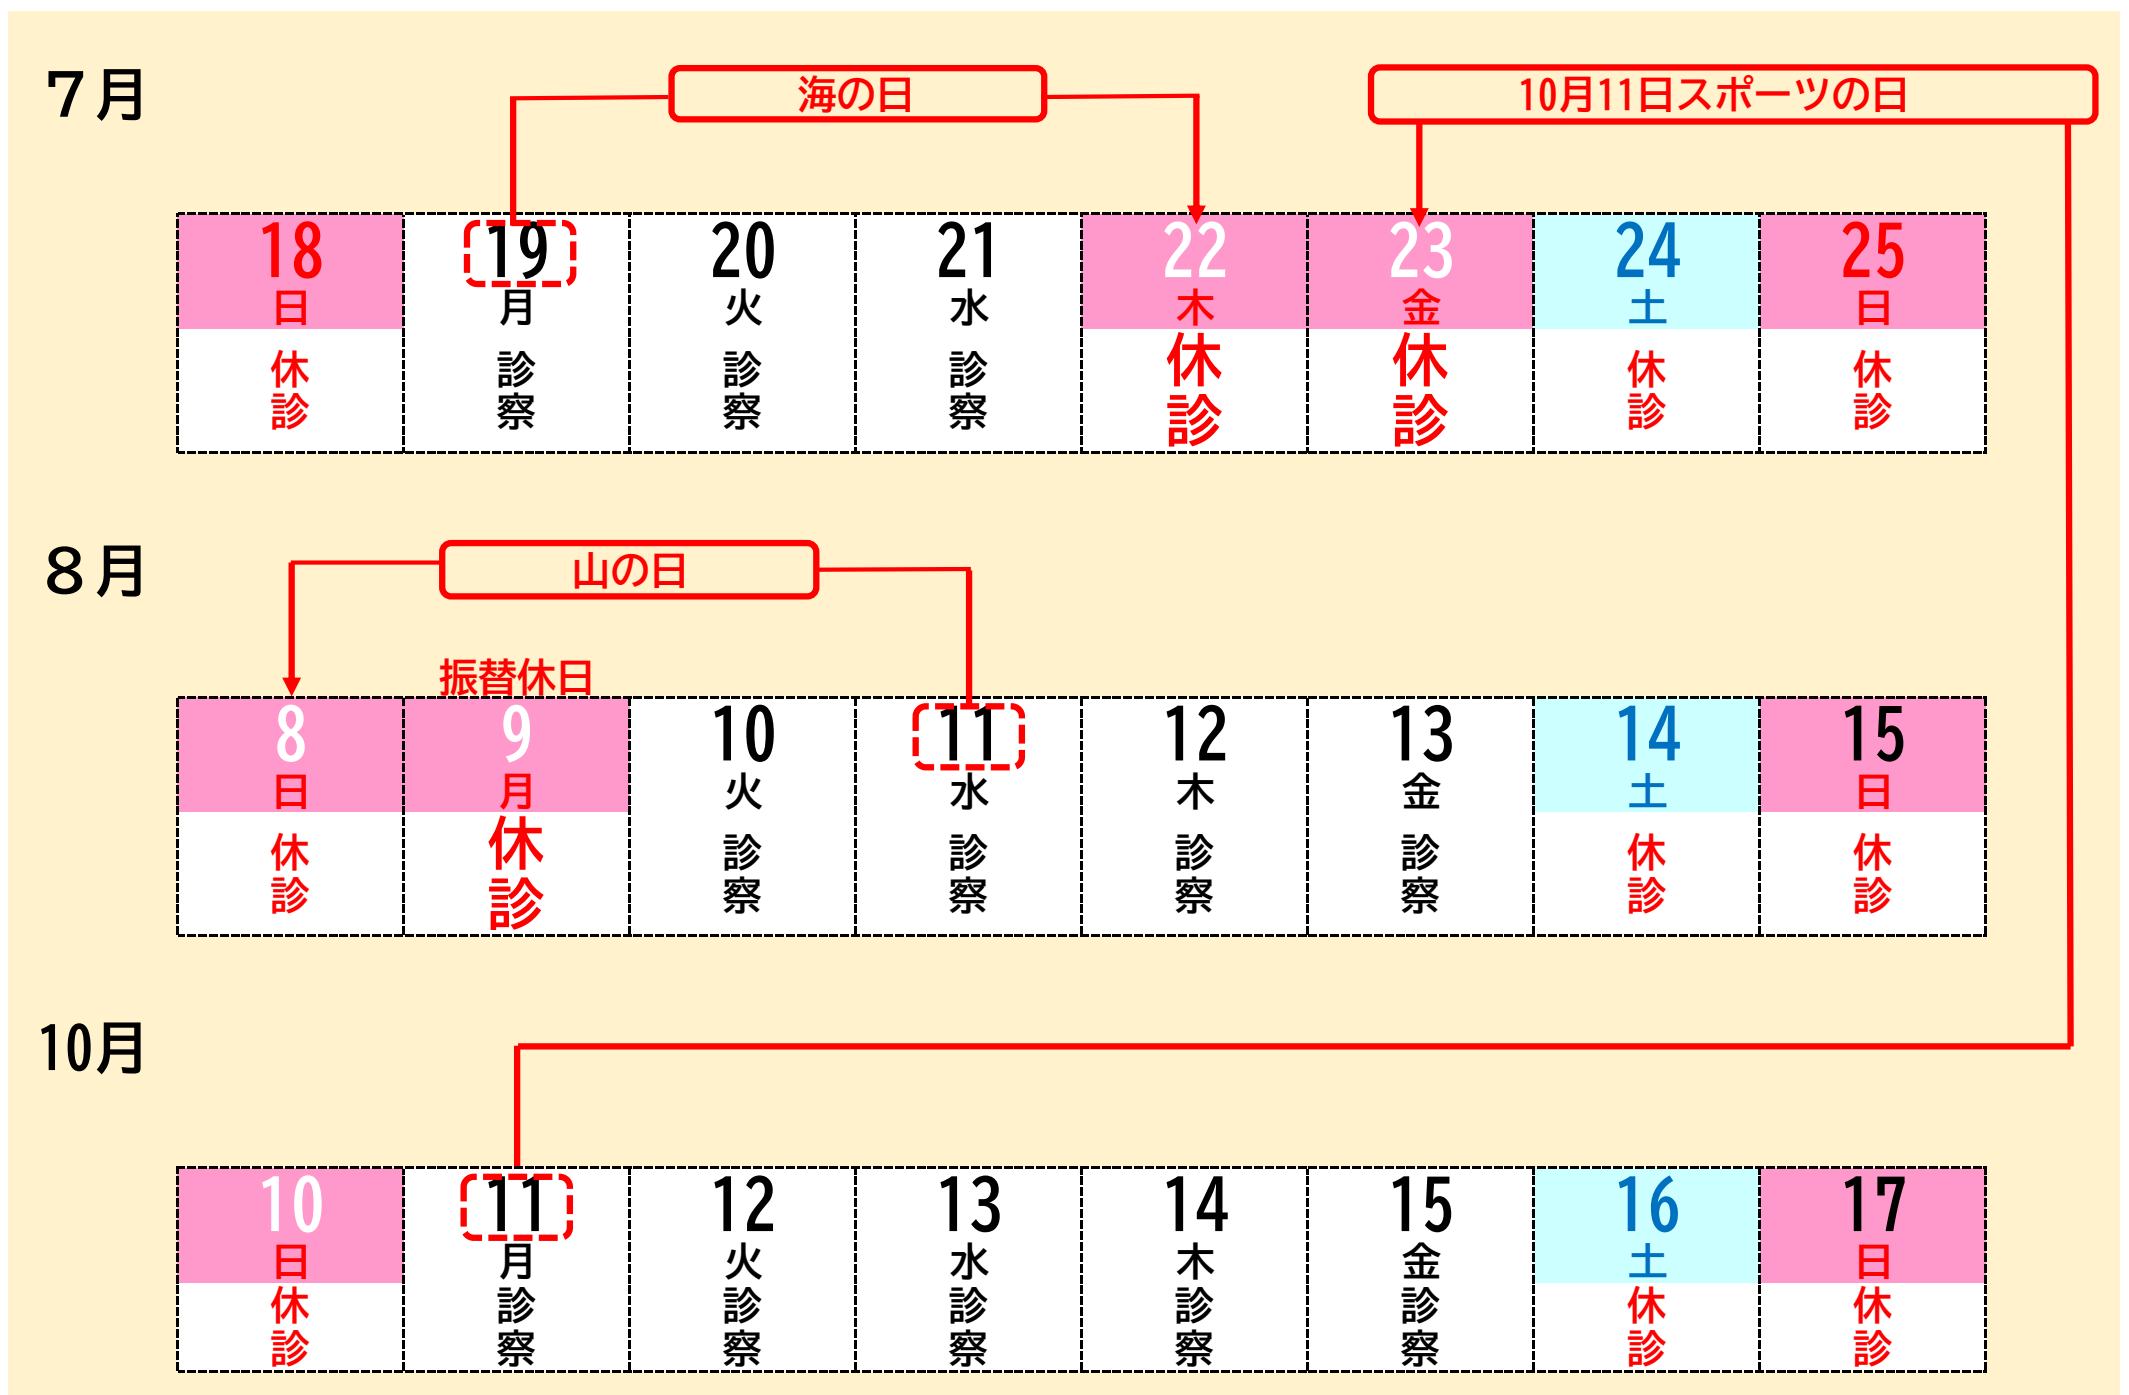 ７月
海の日
10月11日スポーツの日
18 19 20 21 22 23 24 25
日 月 火 水 木 金 土 日
休診 診察 診察 診察 休診 休診 休診 休診
８月
山の日
振替休日
8 9 10 11 12 13 14 15
日 月 火 水 木 金 土 日
休診 休診 診察 診察 診察 診察 休診 休診
10月
10 11 12 13 14 15 16 17
日 月 火 水 木 金 土 日
休診 診察 診察 診察 診察 診察 休診 休診